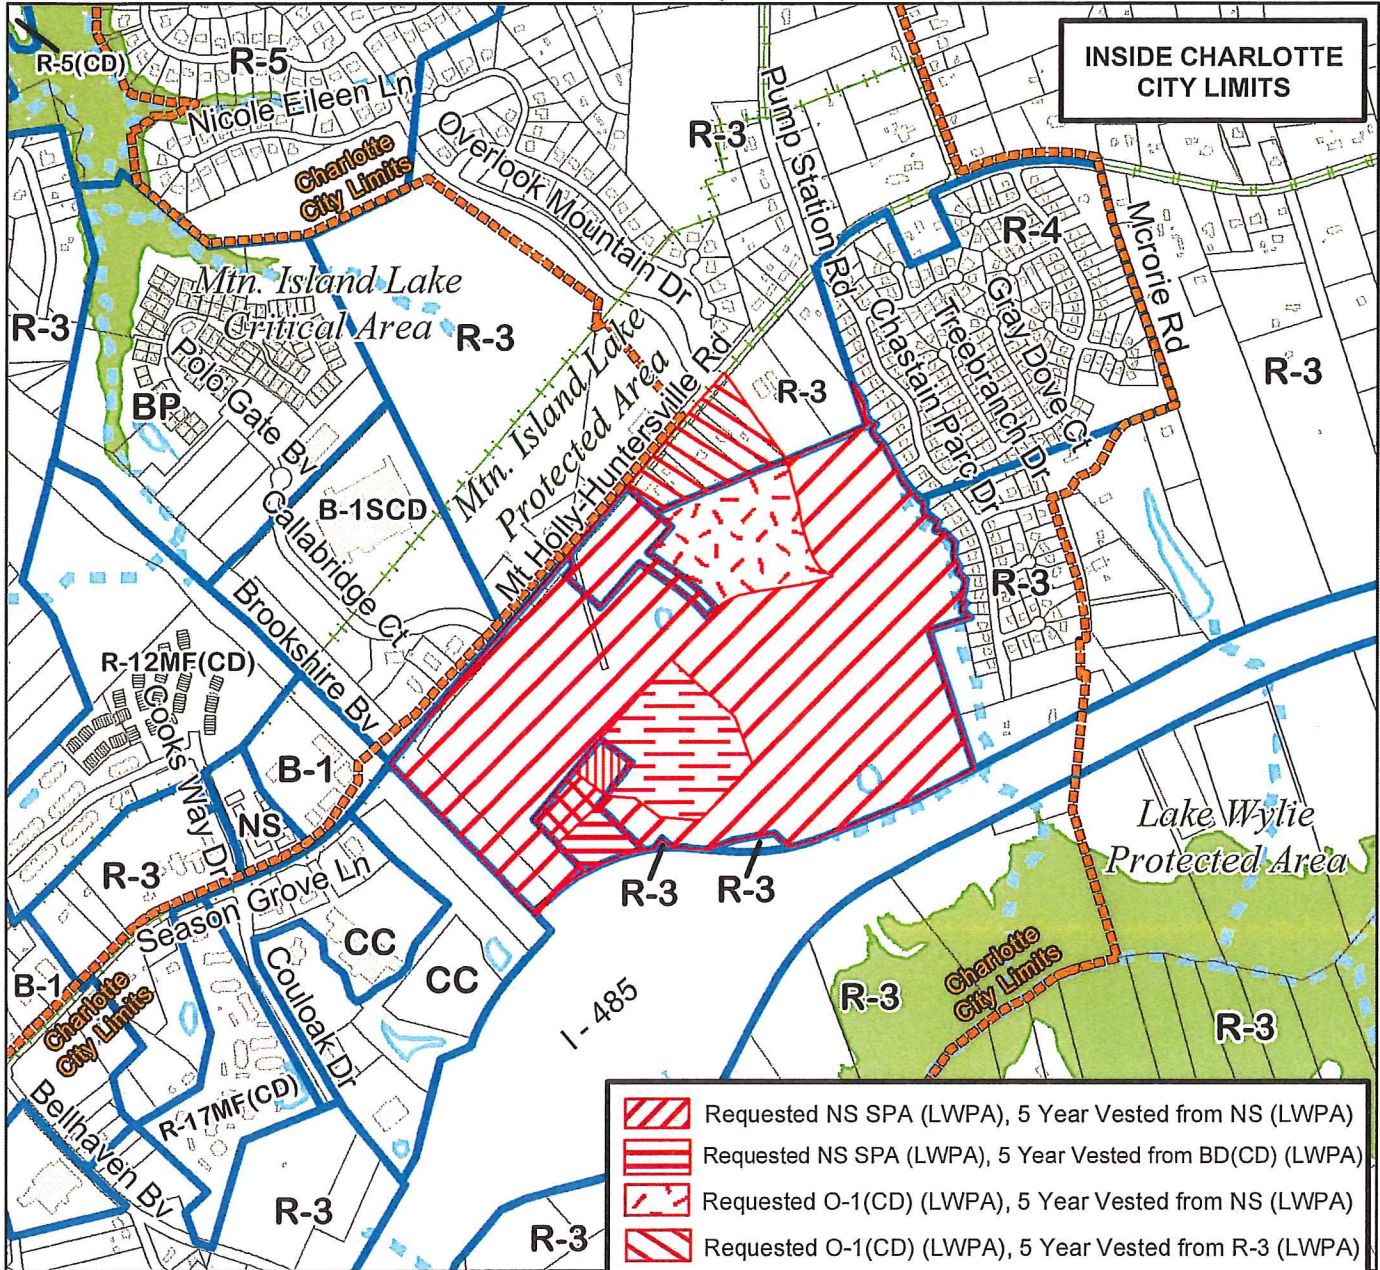 INSIDE CHARLOTTE
CITY LIMITS
R-5(CD)
R-5
Nicole Eileen Ln
Charlotte
City Limits
Overlook Mountain Dr
R-3
Pump Station Rd
R-4
Mcrorie Rd
Gray Dove Ct
Treebranch Dr
Chastain Parc Dr
R-3
R-3
R-3
R-3
Mtn. Island Lake
Critical Area
R-3
Mtn. Island Lake
Protected Area
Mt Holly-Huntersville Rd
BP
Polo Gate Bv
Callabridge Ct
B-1SCD
Brookshire Bv
R-12MF(CD)
Cooks Way Dr
B-1
NS
R-3
Season Grove Ln
CC
CC
Couloak Dr
B-1
Charlotte
City Limits
R-17MF(CD)
Bellhaven Bv
R-3
I - 485
R-3
R-3
Lake Wylie
Protected Area
R-3
Charlotte
City Limits
R-3
R-3
Requested NS SPA (LWPA), 5 Year Vested from NS (LWPA)
Requested NS SPA (LWPA), 5 Year Vested from BD(CD) (LWPA)
Requested O-1(CD) (LWPA), 5 Year Vested from NS (LWPA)
Requested O-1(CD) (LWPA), 5 Year Vested from R-3 (LWPA)